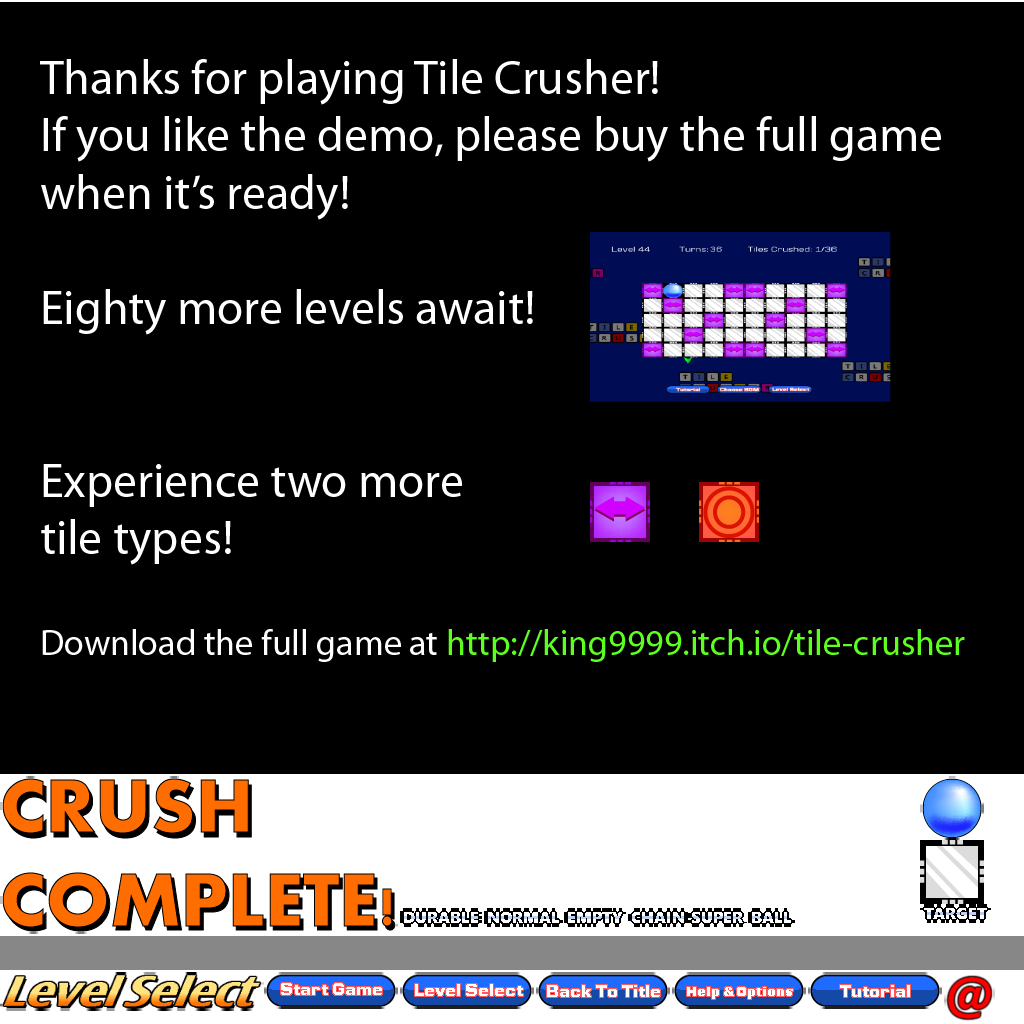 Thanks for playing Tile Crusher!
If you like the demo, please buy the full game
when it's ready!
Level 44 Turns: 36 Tiles Crushed: 1/36
Eighty more levels await!
T I L E
Tutorial Level Select
Experience two more
tile types!
Download the full game at http://king9999.itch.io/tile-crusher
CRUSH
COMPLETE!
DURABLE NORMAL EMPTY CHAIN SUPER BALL
TARGET
Level Select Start Game Level Select Back To Title Help & Options Tutorial @